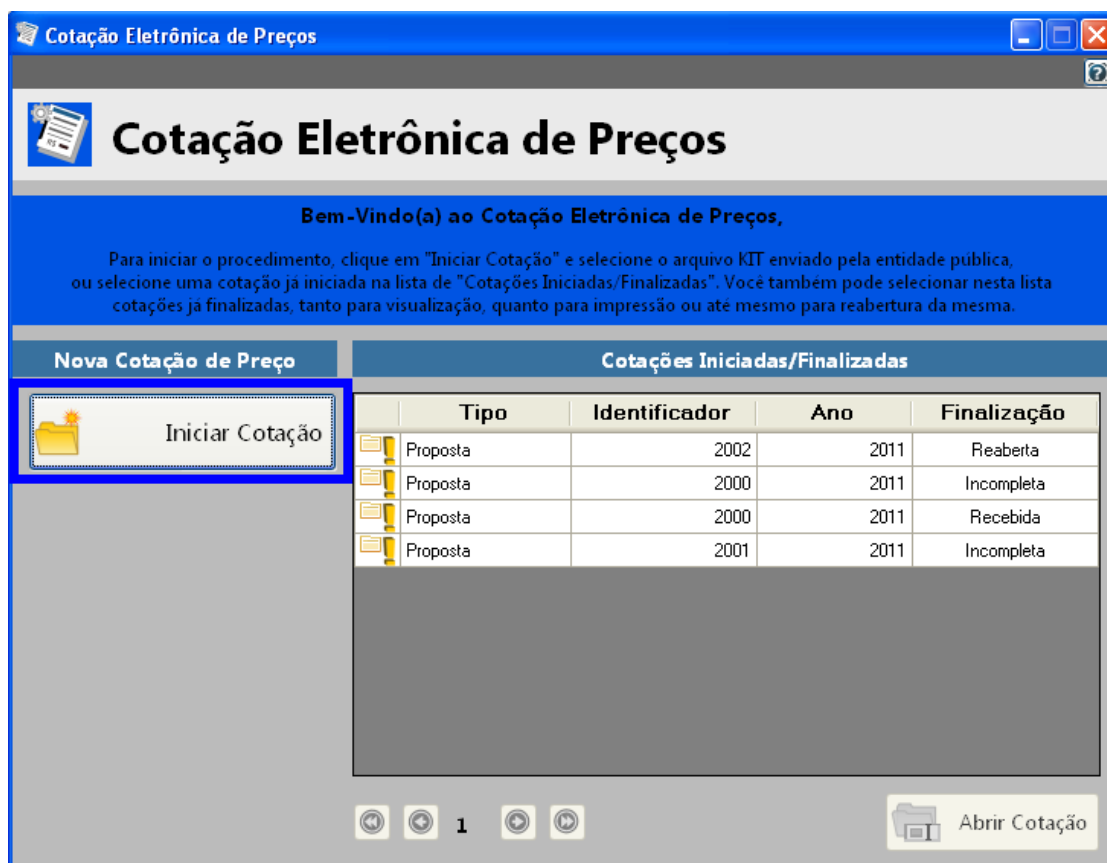 Cotação Eletrônica de Preços
Cotação Eletrônica de Preços
Bem-Vindo(a) ao Cotação Eletrônica de Preços,
Para iniciar o procedimento, clique em "Iniciar Cotação" e selecione o arquivo KIT enviado pela entidade pública,
ou selecione uma cotação já iniciada na lista de "Cotações Iniciadas/Finalizadas". Você também pode selecionar nesta lista
cotações já finalizadas, tanto para visualização, quanto para impressão ou até mesmo para reabertura da mesma.
Nova Cotação de Preço
Cotações Iniciadas/Finalizadas
Iniciar Cotação
Tipo Identificador Ano Finalização
Proposta 2002 2011 Reaberta
Proposta 2000 2011 Incompleta
Proposta 2000 2011 Recebida
Proposta 2001 2011 Incompleta
1
Abrir Cotação